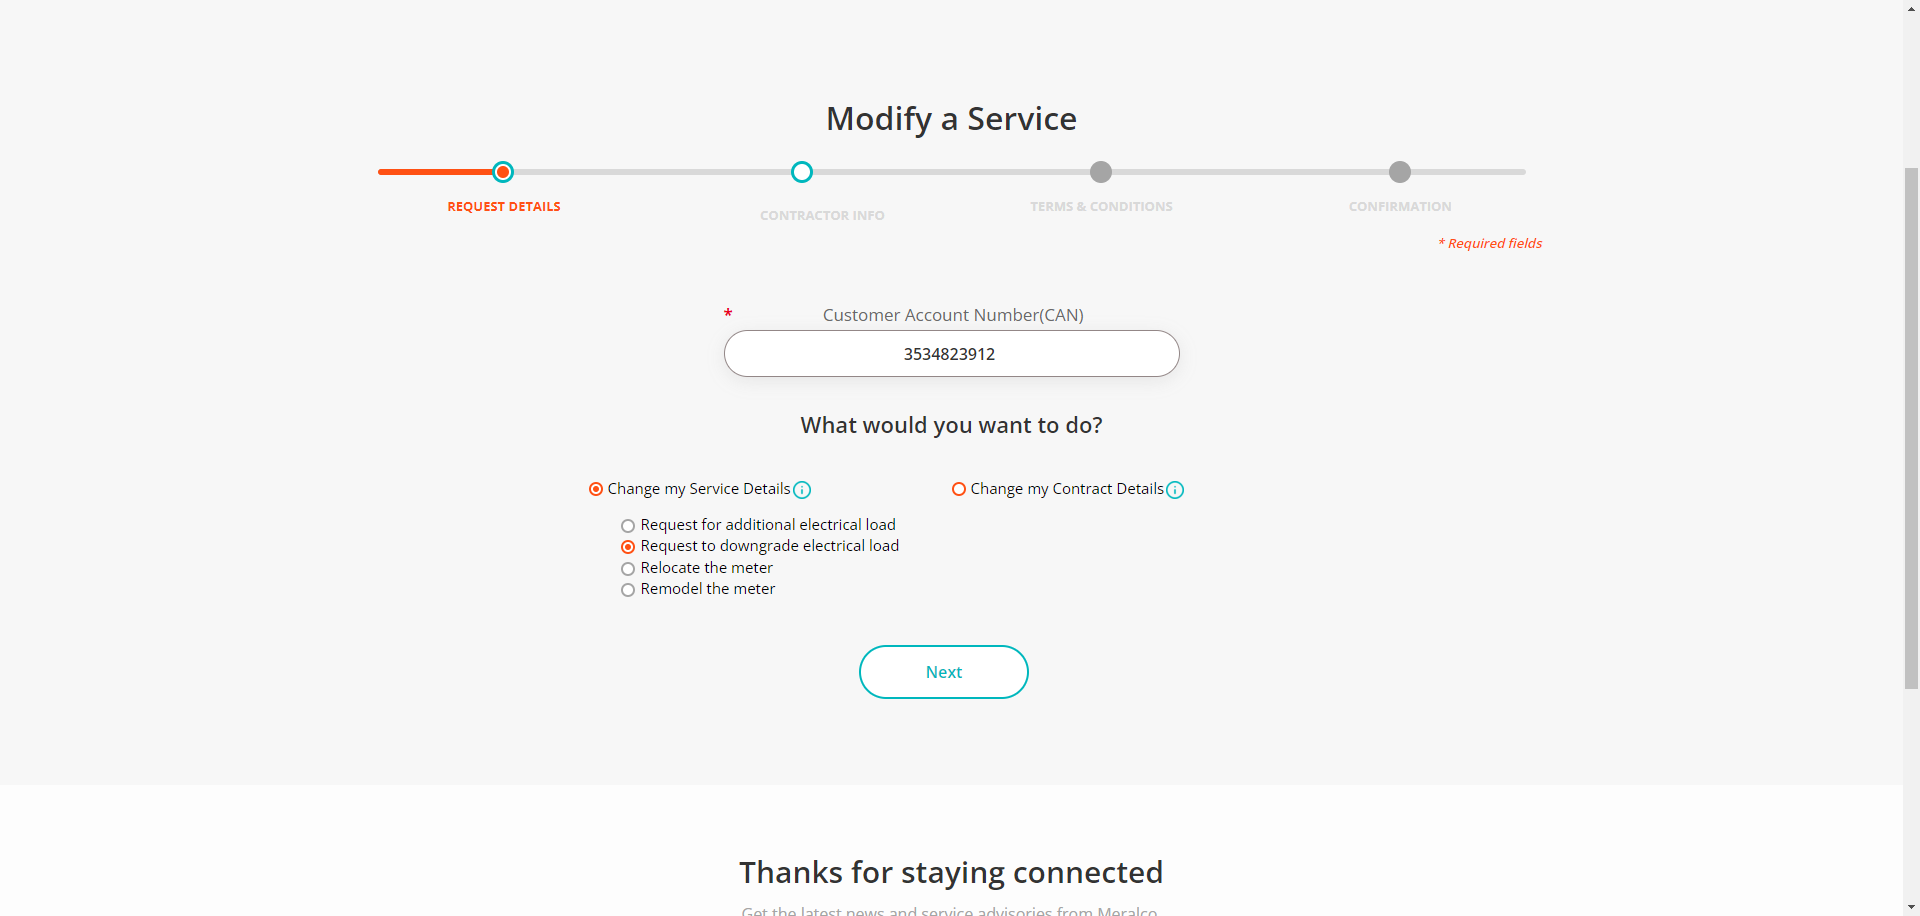 Modify a Service
REQUEST DETAILS
CONTRACTOR INFO
TERMS & CONDITIONS
CONFIRMATION
* Required fields
* Customer Account Number(CAN)
3534823912
What would you want to do?
Change my Service Details
Change my Contract Details
Request for additional electrical load
Request to downgrade electrical load
Relocate the meter
Remodel the meter
Next
Thanks for staying connected
Get the latest news and service advisories from Meralco